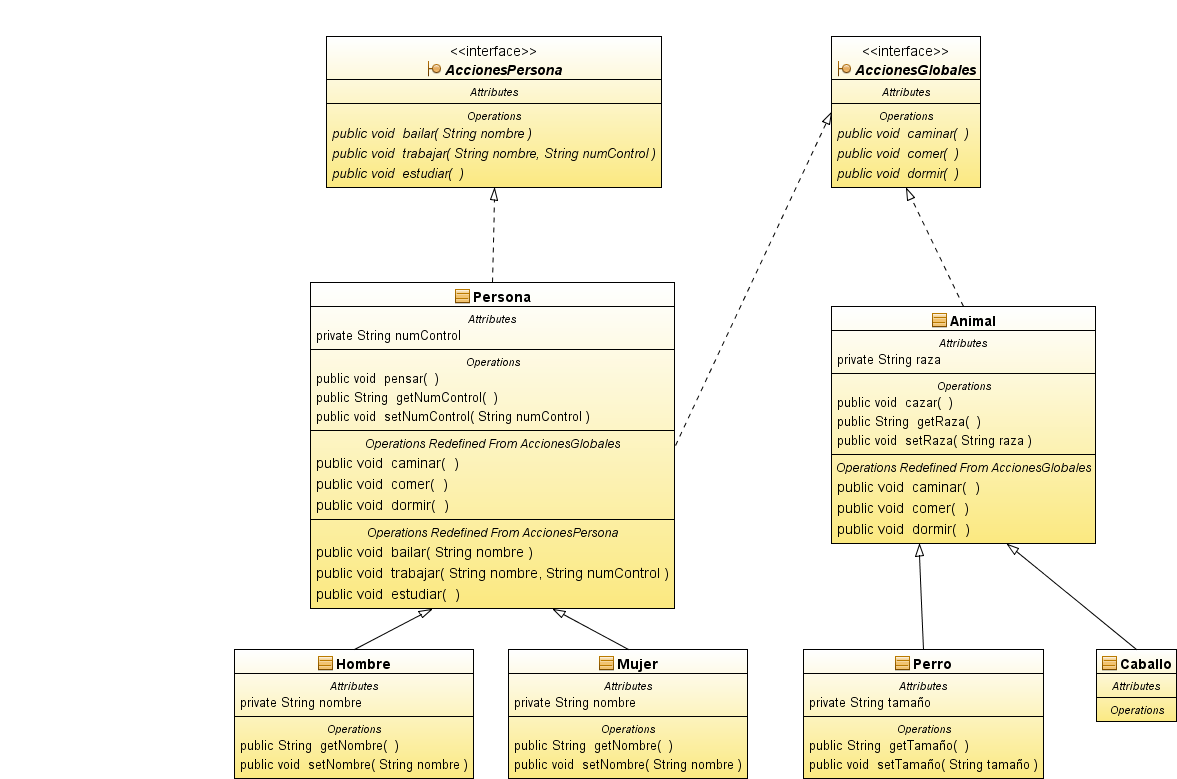 <<interface>>
AccionesPersona
Attributes
Operations
public void bailar( String nombre )
public void trabajar( String nombre, String numControl )
public void estudiar( )
<<interface>>
AccionesGlobales
Attributes
Operations
public void caminar( )
public void comer( )
public void dormir( )
Persona
Attributes
private String numControl
Operations
public void pensar( )
public String getNumControl( )
public void setNumControl( String numControl )
Operations Redefined From AccionesGlobales
public void caminar( )
public void comer( )
public void dormir( )
Operations Redefined From AccionesPersona
public void bailar( String nombre )
public void trabajar( String nombre, String numControl )
public void estudiar( )
Animal
Attributes
private String raza
Operations
public void cazar( )
public String getRaza( )
public void setRaza( String raza )
Operations Redefined From AccionesGlobales
public void caminar( )
public void comer( )
public void dormir( )
Hombre
Attributes
private String nombre
Operations
public String getNombre( )
public void setNombre( String nombre )
Mujer
Attributes
private String nombre
Operations
public String getNombre( )
public void setNombre( String nombre )
Perro
Attributes
private String tamaño
Operations
public String getTamaño( )
public void setTamaño( String tamaño )
Caballo
Attributes
Operations